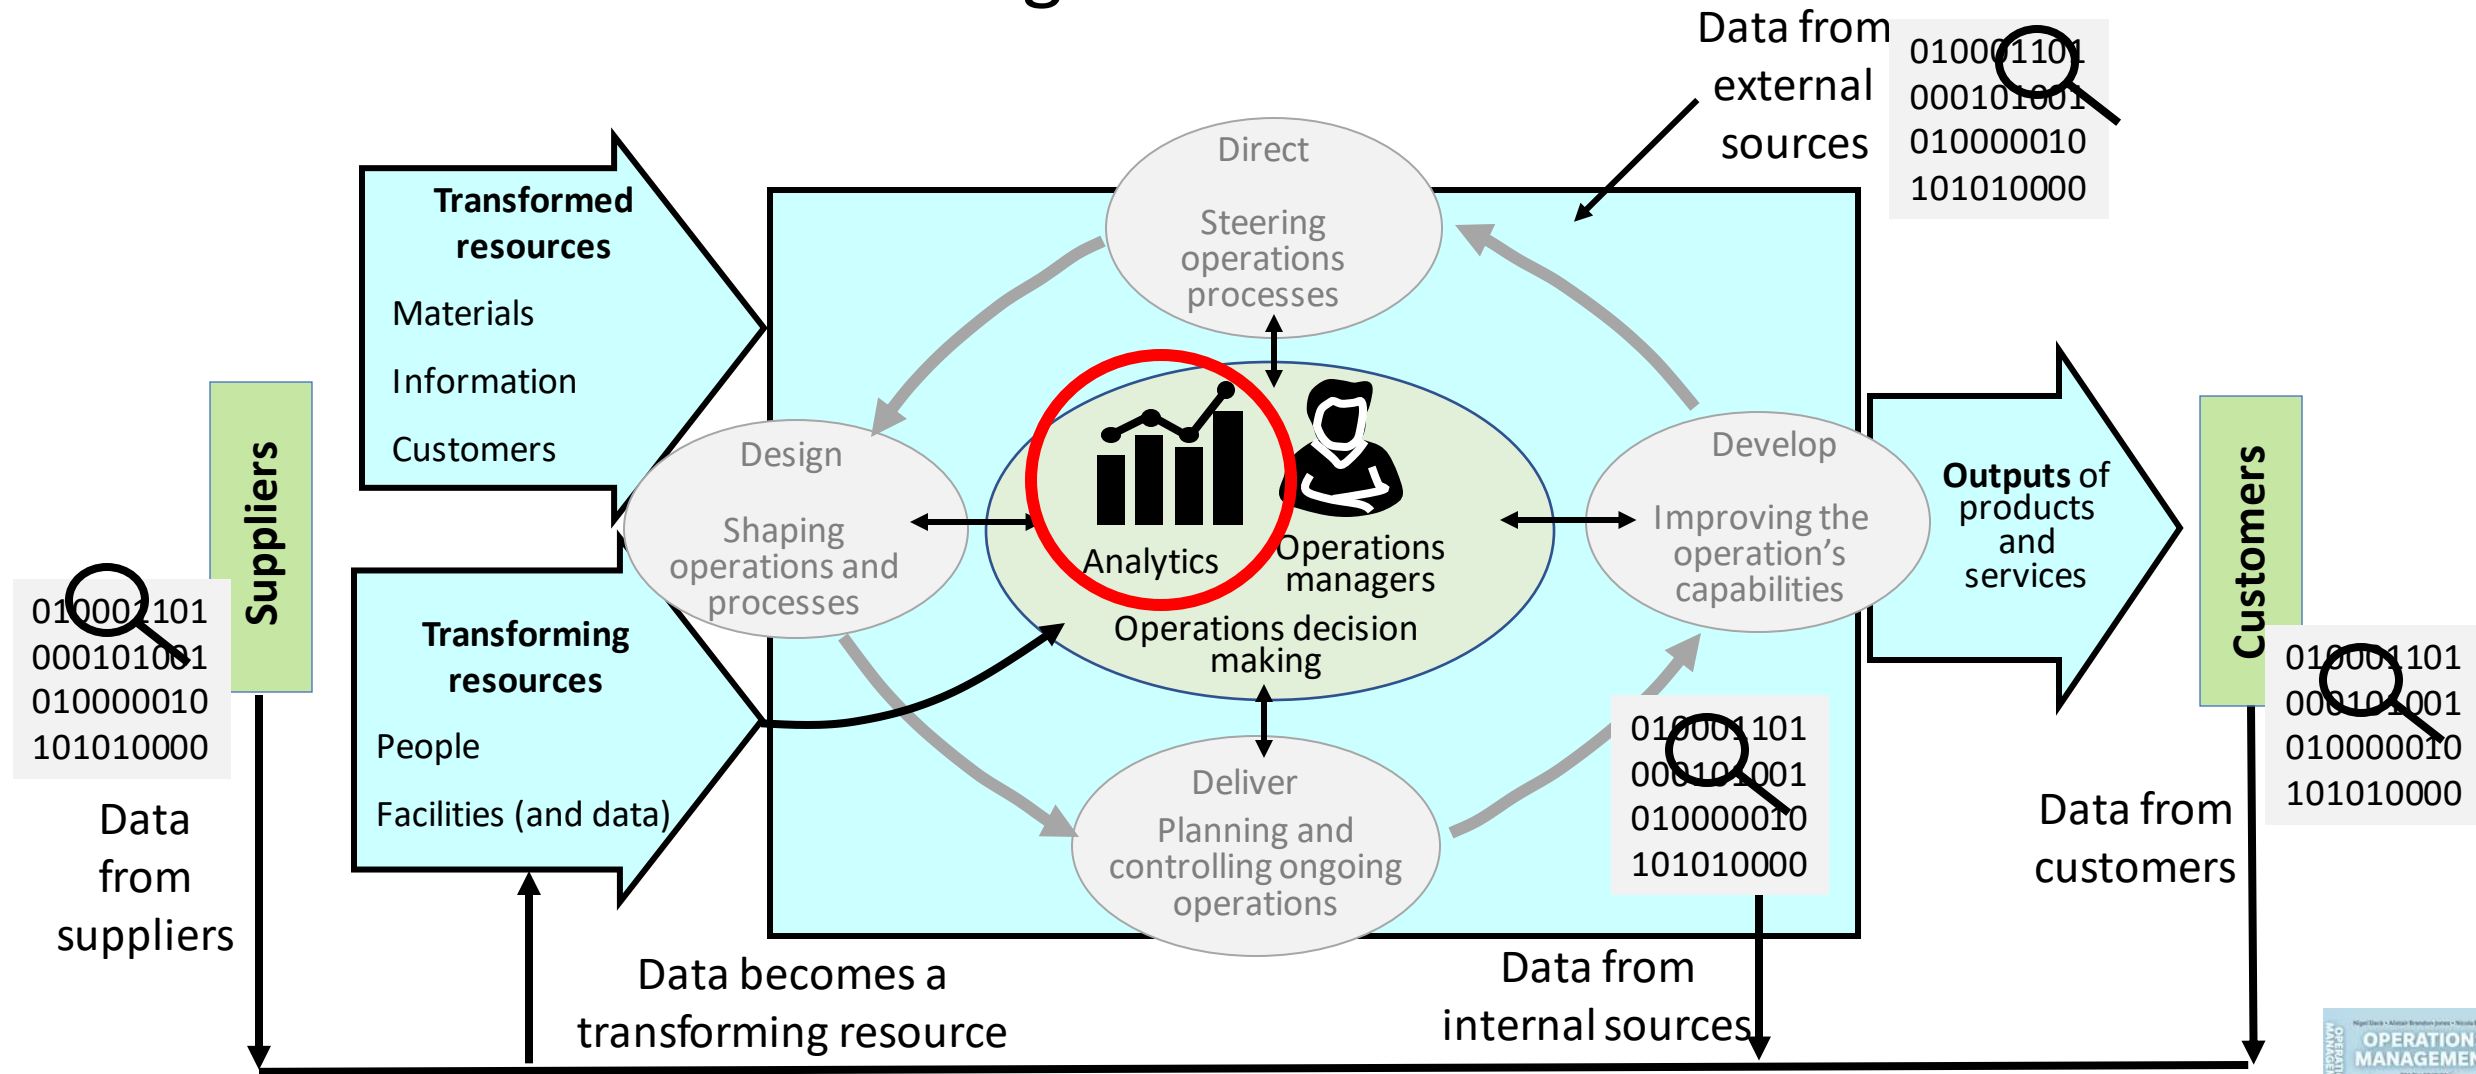 g
Data from
external
sources
010001101
000101001
010000010
101010000
Transformed
resources
Materials
Information
Customers
Direct
Steering
operations
processes
Suppliers
010001101
000101001
010000010
101010000
Data
from
suppliers
Design
Shaping
operations and
processes
Analytics
Operations
managers
Operations decision
making
Develop
Improving the
operation's
capabilities
Outputs of
products
and
services
Customers
010001101
000101001
010000010
101010000
Data from
customers
Transforming
resources
People
Facilities (and data)
Deliver
Planning and
controlling ongoing
operations
010001101
000101001
010000010
101010000
Data becomes a
transforming resource
Data from
internal sources
OPERATION
MANAGEMEN